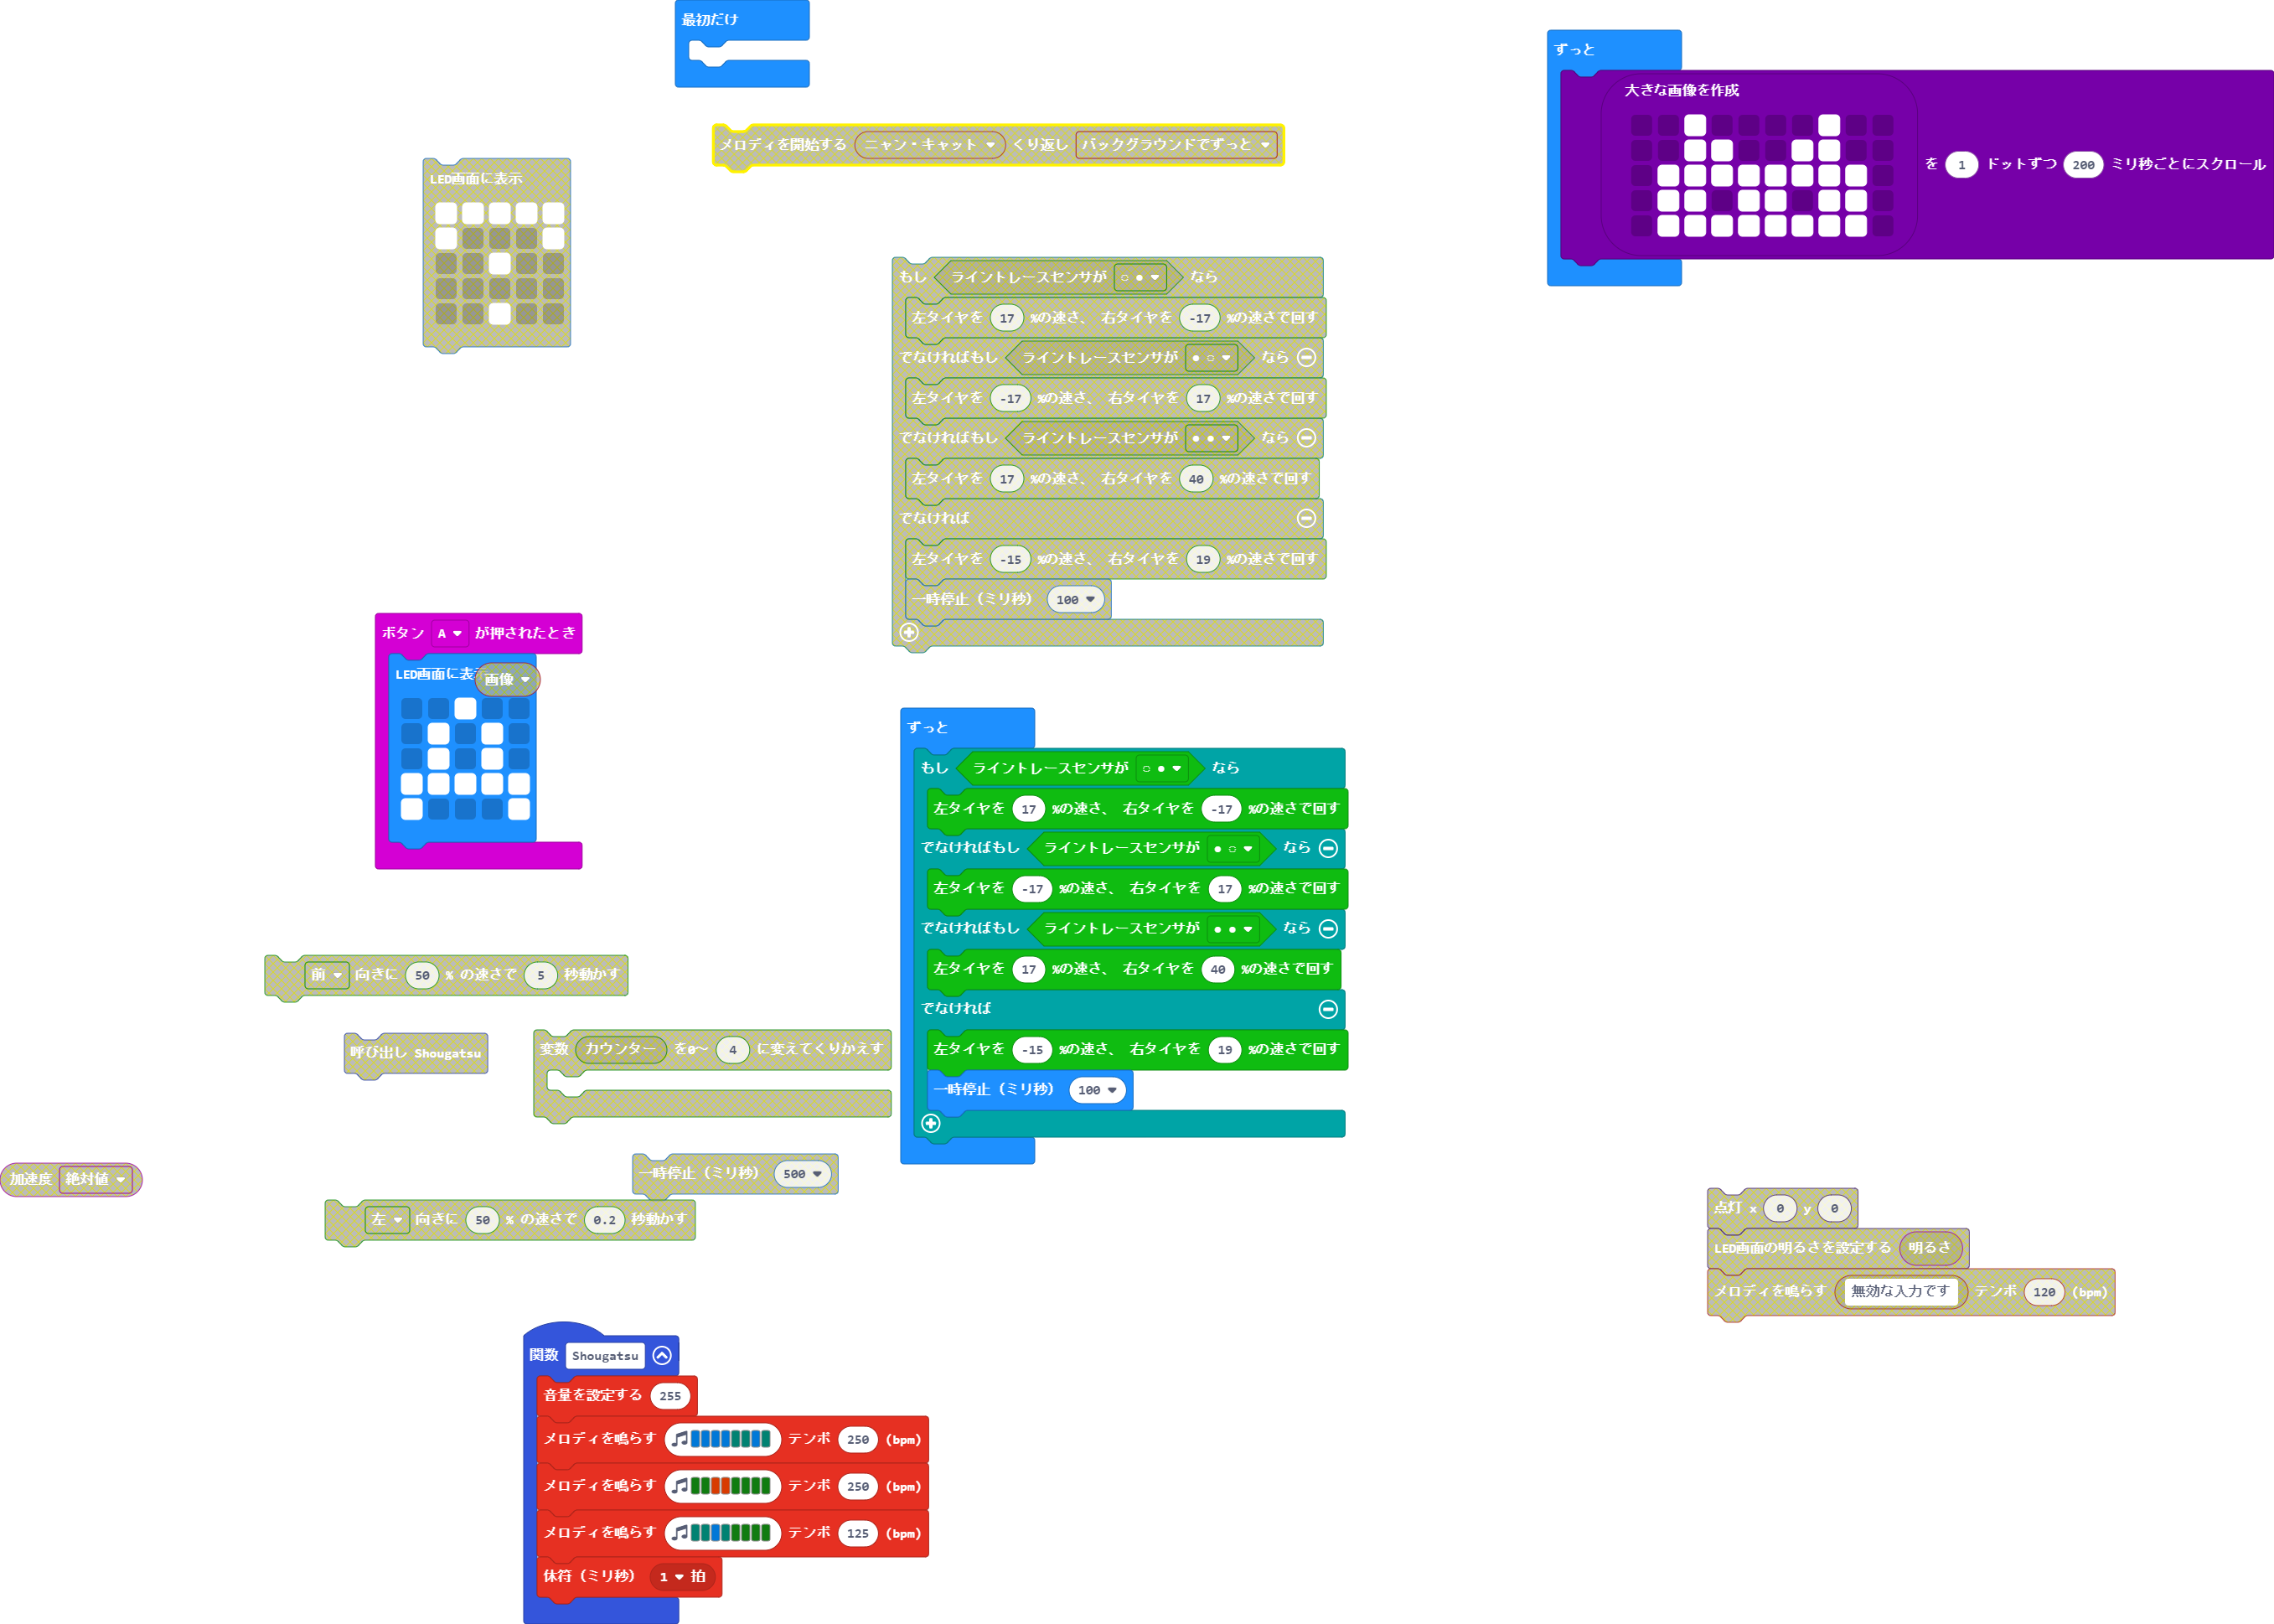 最初だけ
ずっと
大きな画像を作成
を 1 ドットずつ 200 ミリ秒ごとにスクロール
メロディを開始する ニャン・キャット くり返し バックグラウンドでずっと
LED画面に表示
もし ライントレースセンサが ○ ● なら
左タイヤを 17 %の速さ、 右タイヤを -17 %の速さで回す
でなければもし ライントレースセンサが ● ○ なら
左タイヤを -17 %の速さ、 右タイヤを 17 %の速さで回す
でなければもし ライントレースセンサが ● ● なら
左タイヤを 17 %の速さ、 右タイヤを 40 %の速さで回す
でなければ
左タイヤを -15 %の速さ、 右タイヤを 19 %の速さで回す
一時停止（ミリ秒） 100
ボタン A が押されたとき
LED画面に表示
画像
ずっと
もし ライントレースセンサが ○ ● なら
左タイヤを 17 %の速さ、 右タイヤを -17 %の速さで回す
でなければもし ライントレースセンサが ● ○ なら
左タイヤを -17 %の速さ、 右タイヤを 17 %の速さで回す
でなければもし ライントレースセンサが ● ● なら
左タイヤを 17 %の速さ、 右タイヤを 40 %の速さで回す
でなければ
左タイヤを -15 %の速さ、 右タイヤを 19 %の速さで回す
一時停止（ミリ秒） 100
前 向きに 50 % の速さで 5 秒動かす
呼び出し Shougatsu
変数 カウンター を0～ 4 に変えてくりかえす
一時停止（ミリ秒） 500
加速度 絶対値
左 向きに 50 % の速さで 0.2 秒動かす
点灯 x 0 y 0
LED画面の明るさを設定する 明るさ
メロディを鳴らす 無効な入力です テンポ 120 (bpm)
関数 Shougatsu
音量を設定する 255
メロディを鳴らす テンポ 250 (bpm)
メロディを鳴らす テンポ 250 (bpm)
メロディを鳴らす テンポ 125 (bpm)
休符（ミリ秒） 1 拍